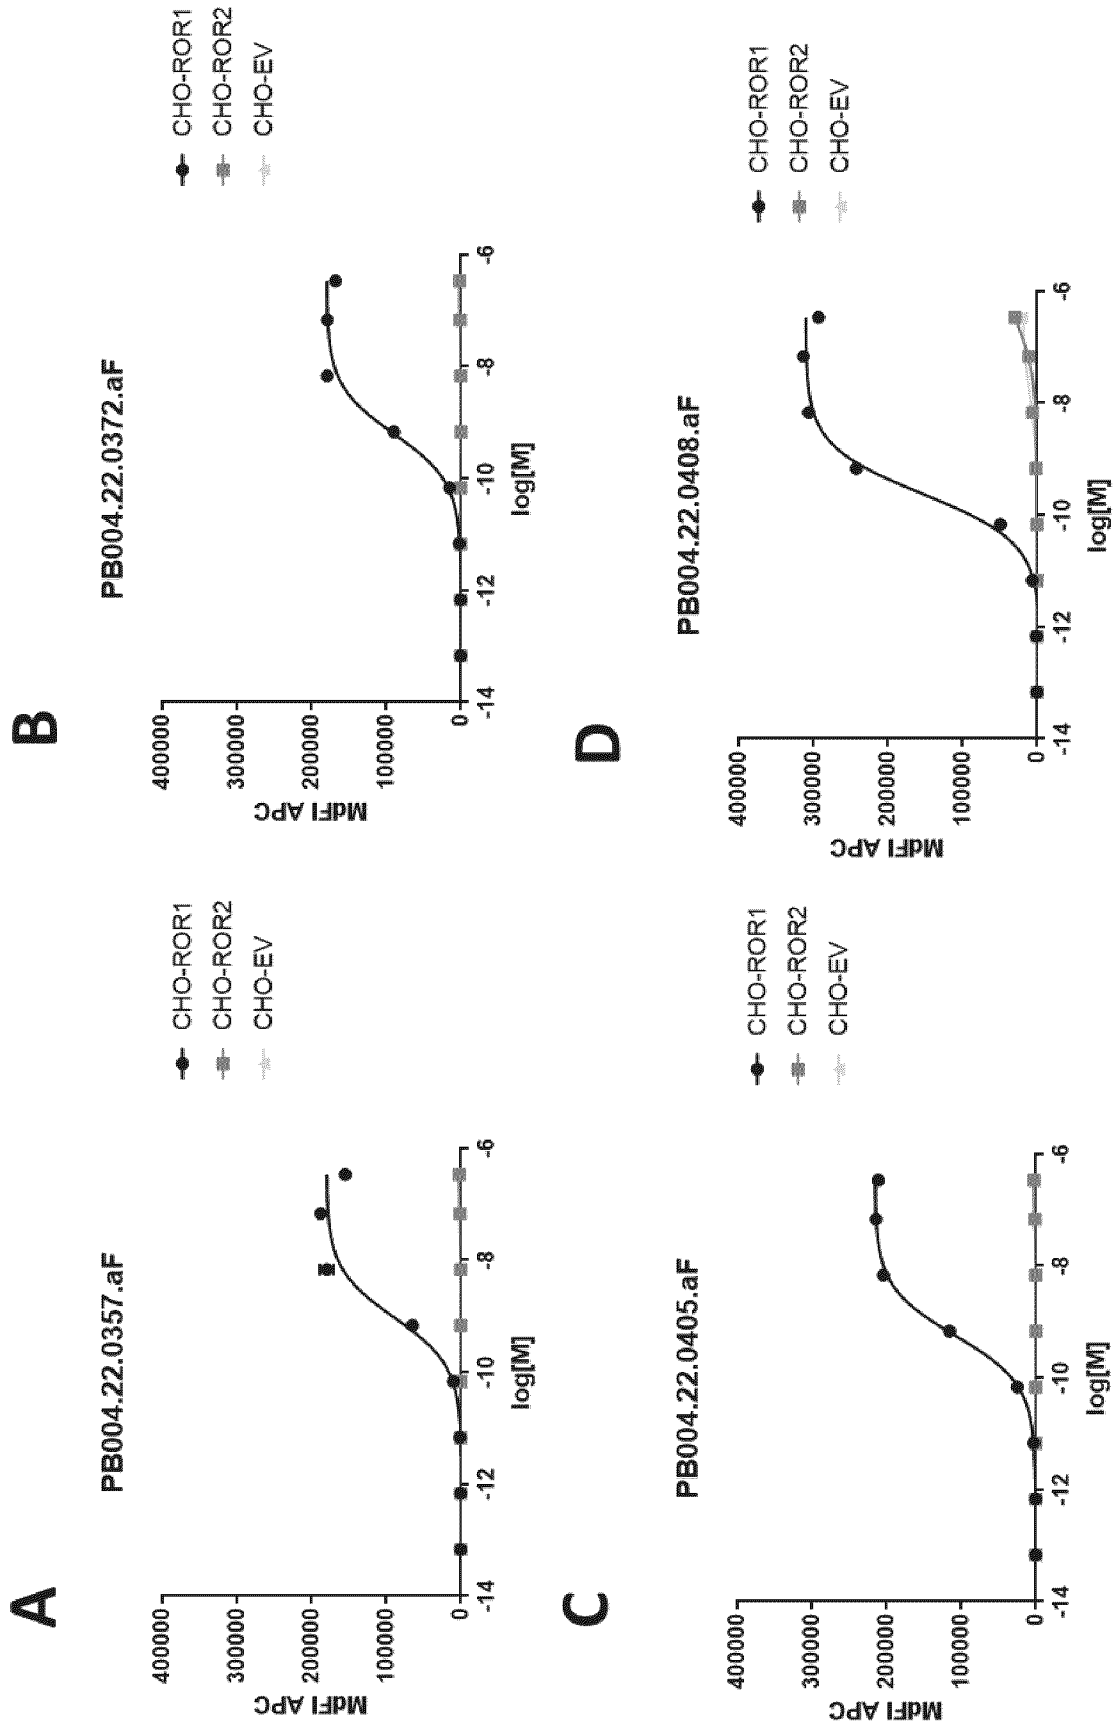 A
PB004.22.0357.aF
MdFI APC
400000
300000
200000
100000
0
-14
-12
-10
-8
-6
log[M]
CHO-ROR1
CHO-ROR2
CHO-EV
B
PB004.22.0372.aF
MdFI APC
400000
300000
200000
100000
0
-14
-12
-10
-8
-6
log[M]
CHO-ROR1
CHO-ROR2
CHO-EV
C
PB004.22.0405.aF
MdFI APC
400000
300000
200000
100000
0
-14
-12
-10
-8
-6
log[M]
CHO-ROR1
CHO-ROR2
CHO-EV
D
PB004.22.0408.aF
MdFI APC
400000
300000
200000
100000
0
-14
-12
-10
-8
-6
log[M]
CHO-ROR1
CHO-ROR2
CHO-EV